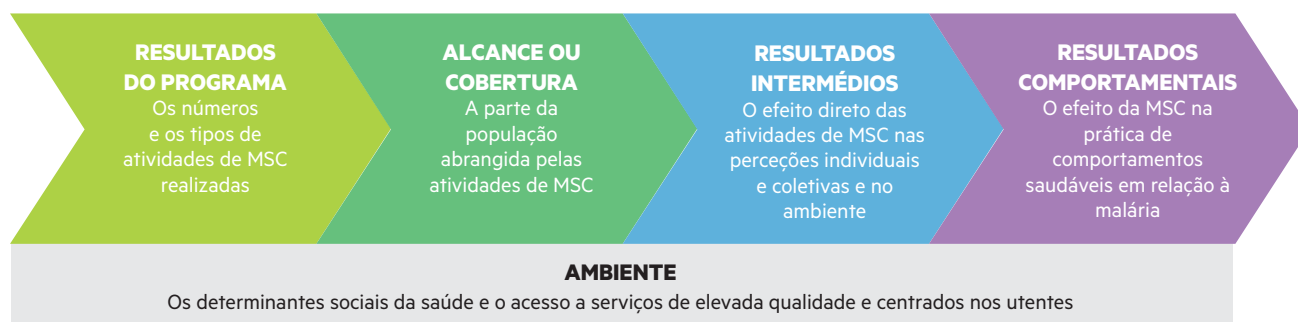 RESULTADOS
DO PROGRAMA
Os números
e os tipos de
atividades de MSC
realizadas
ALCANCE OU
COBERTURA
A parte da
população
abrangida pelas
atividades de MSC
RESULTADOS
INTERMÉDIOS
O efeito direto das
atividades de MSC nas
perceções individuais
e coletivas e no
ambiente
RESULTADOS
COMPORTAMENTAIS
O efeito da MSC na
prática de
comportamentos
saudáveis em relação à
malária
AMBIENTE
Os determinantes sociais da saúde e o acesso a serviços de elevada qualidade e centrados nos utentes